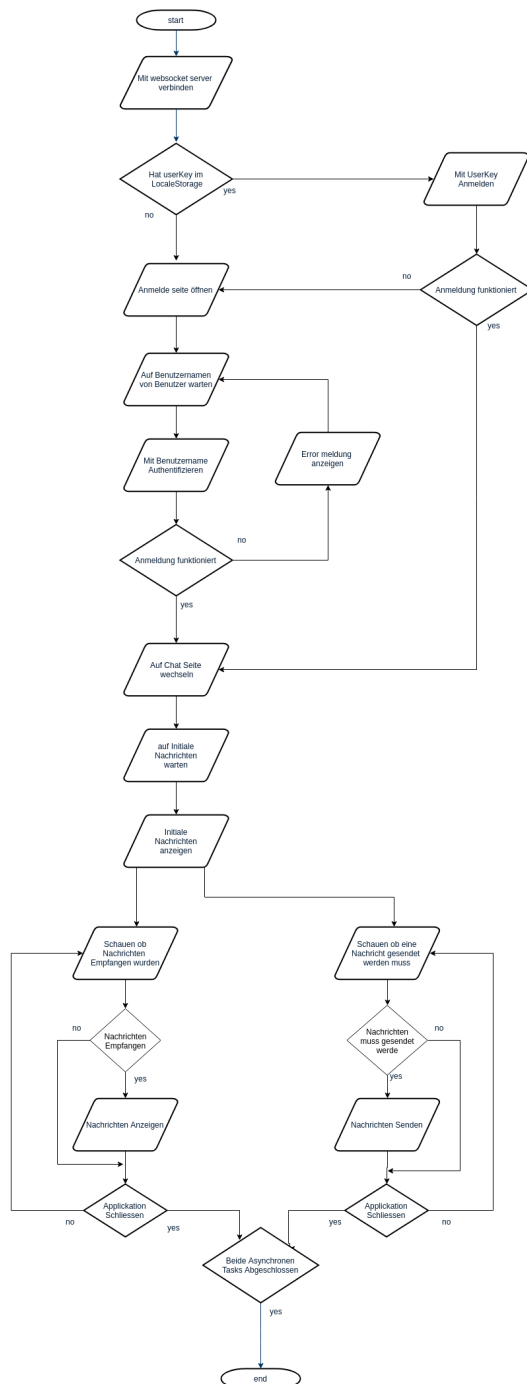 start
Mit websocket server
verbinden
Hat userKey im
LocaleStorage
yes
no
Mit UserKey
Anmelden
Anmeldung funktioniert
no
yes
Anmelde seite öffnen
Auf Benutzernamen
von Benutzer warten
Mit Benutzername
Authentifizieren
Error meldung
anzeigen
Anmeldung funktioniert
no
yes
Auf Chat Seite
wechseln
auf Initiale
Nachrichten
warten
Initiale
Nachrichten
anzeigen
Schauen ob
Nachrichten
Empfangen wurden
Schauen ob eine
Nachricht gesendet
werden muss
no
Nachrichten
Empfangen
yes
Nachrichten
muss gesendet
werde
no
yes
Nachrichten Anzeigen
Nachrichten Senden
Applickation
Schliessen
no
yes
Applickation
Schliessen
yes
no
Beide Asynchronen
Tasks Abgeschlossen
yes
end